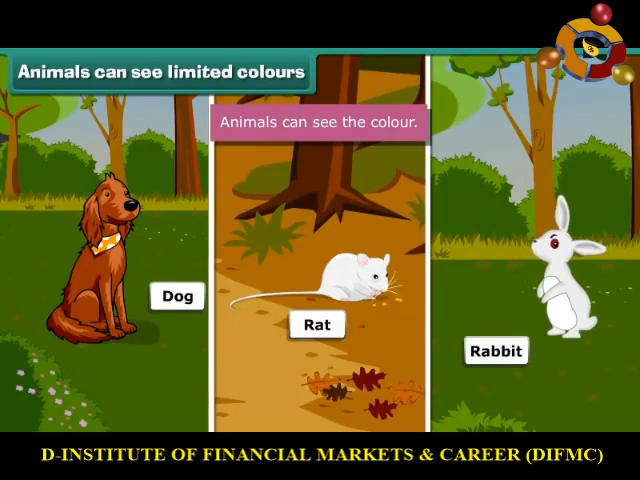 Animals can see limited colours
Animals can see the colour.
Dog
Rat
Rabbit
D-INSTITUTE OF FINANCIAL MARKETS & CAREER (DIFMC)